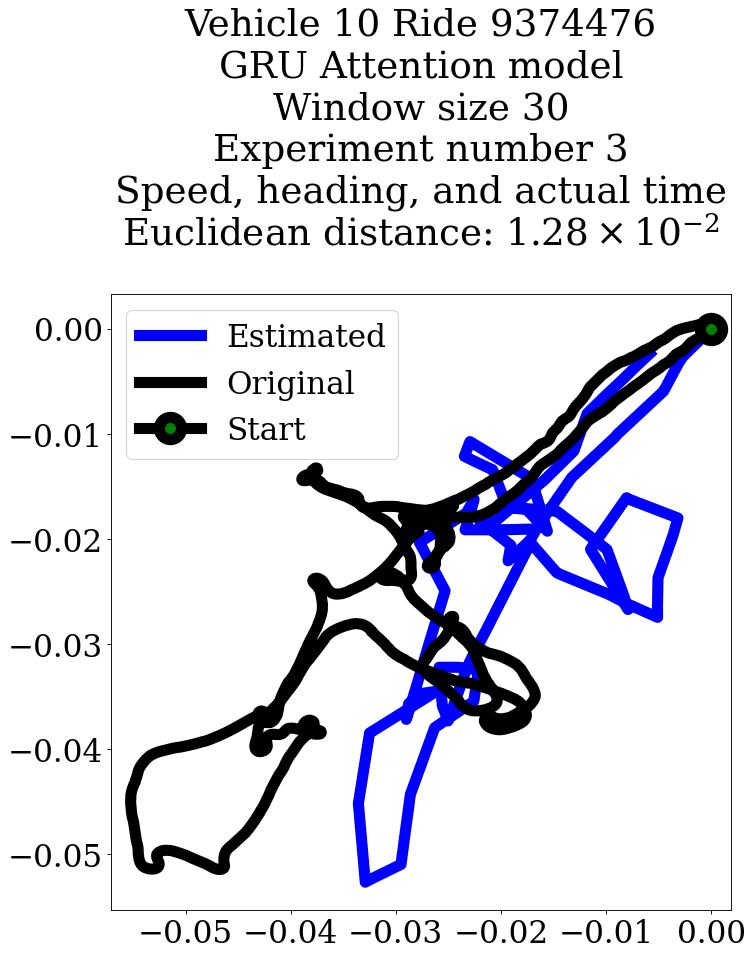 Vehicle 10 Ride 9374476
GRU Attention model
Window size 30
Experiment number 3
Speed, heading, and actual time
Euclidean distance: 1.28 × 10⁻²
Estimated
Original
Start
0.00
−0.01
−0.02
−0.03
−0.04
−0.05
−0.05 −0.04 −0.03 −0.02 −0.01 0.00